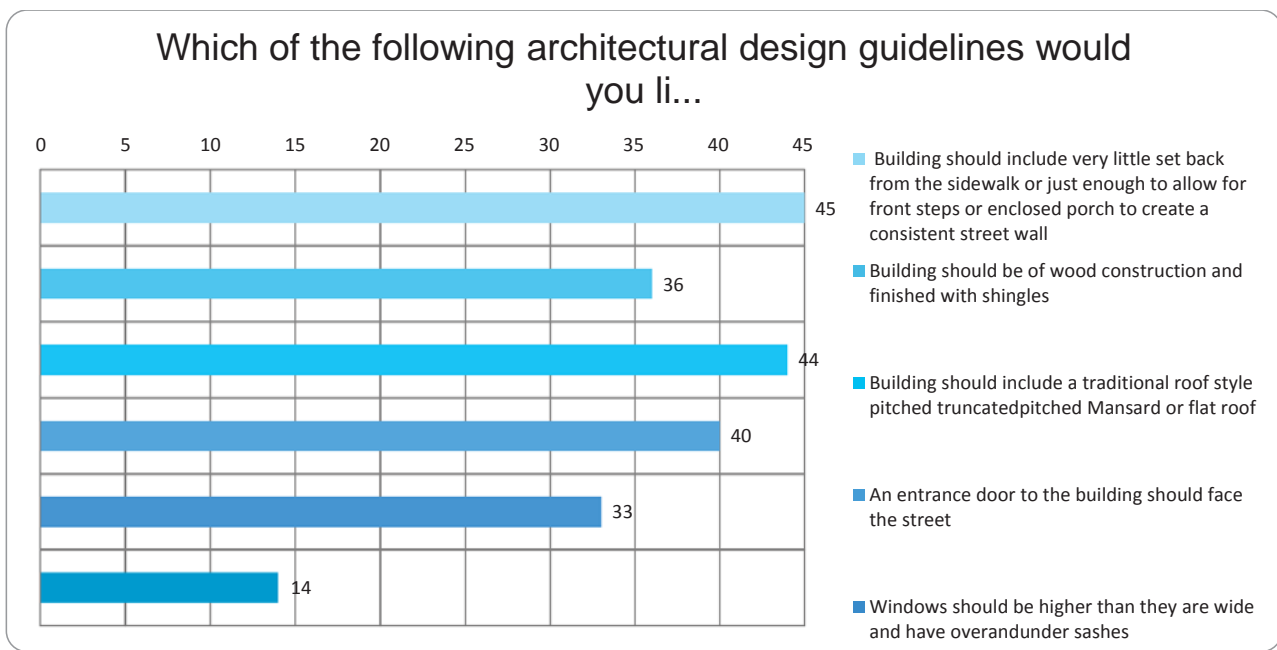 Which of the following architectural design guidelines would
you li...
0 5 10 15 20 25 30 35 40 45
45
36
44
40
33
14
Building should include very little set back
from the sidewalk or just enough to allow for
front steps or enclosed porch to create a
consistent street wall
Building should be of wood construction and
finished with shingles
Building should include a traditional roof style
pitched truncatedpitched Mansard or flat roof
An entrance door to the building should face
the street
Windows should be higher than they are wide
and have overandunder sashes